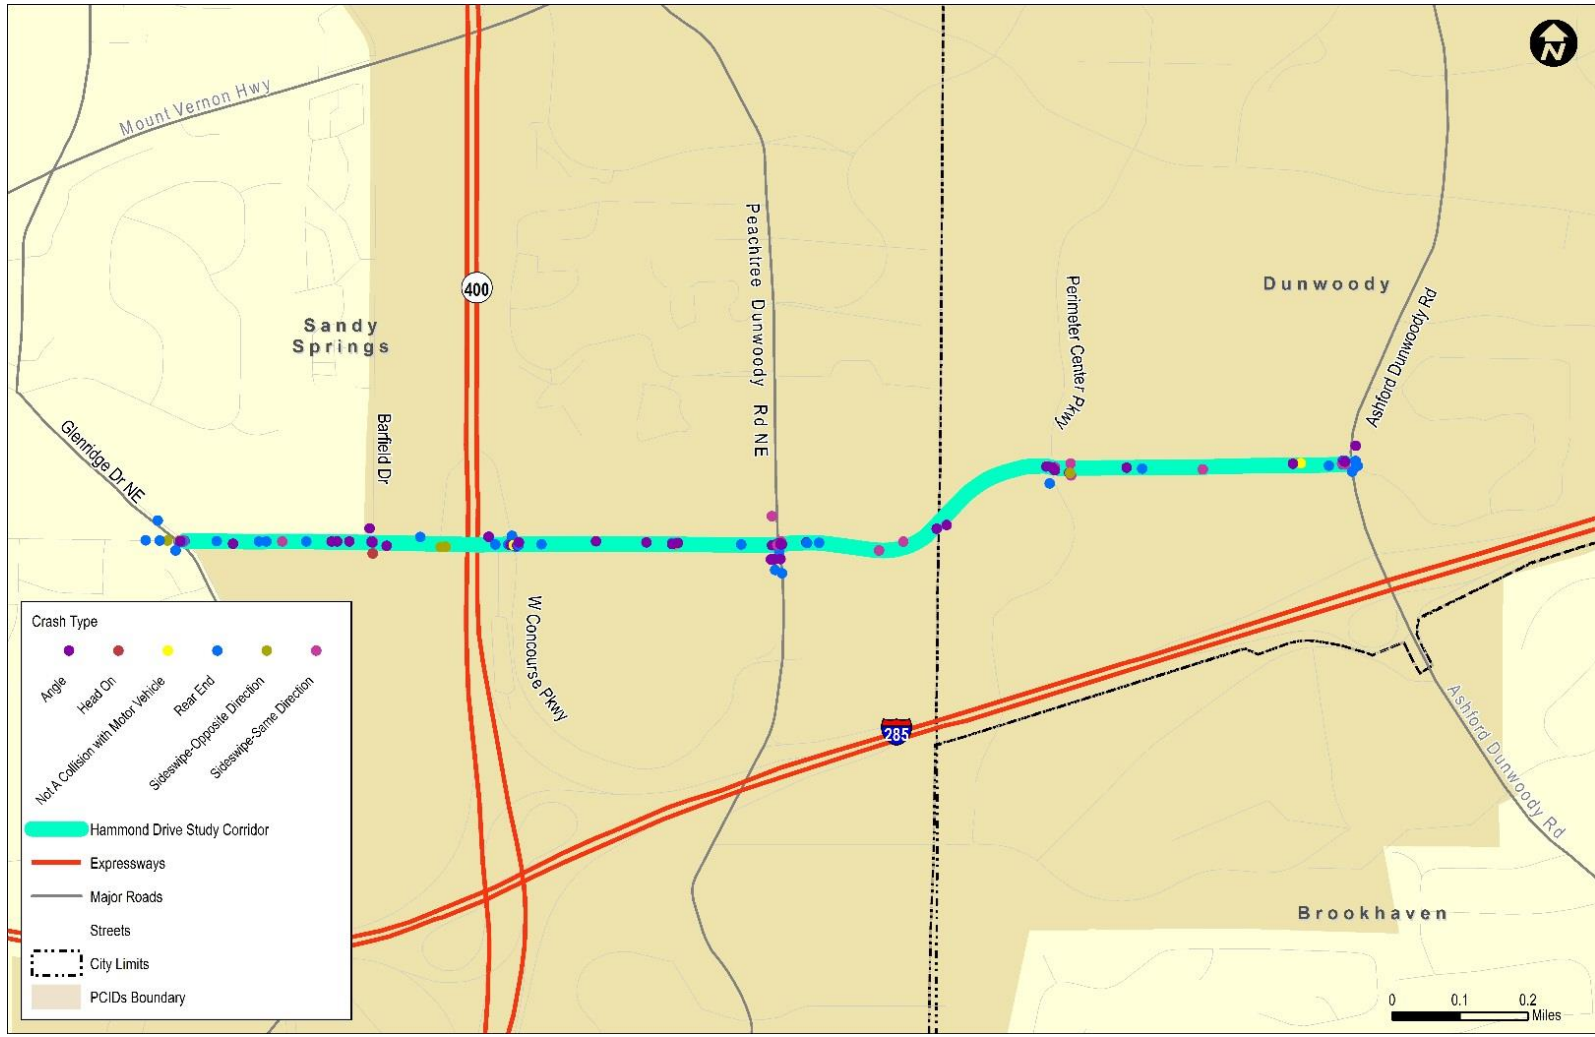 N
Mount Vernon Hwy
400
Sandy
Springs
Peachtree Dunwoody Rd NE
Perimeter Center Pkwy
Dunwoody
Ashford Dunwoody Rd
Glenridge Dr NE
Barfield Dr
W Concourse Pkwy
285
Ashford Dunwoody Rd
Brookhaven
Crash Type
Angle
Head On
Not A Collision with Motor Vehicle
Rear End
Sideswipe-Opposite Direction
Sideswipe-Same Direction
Hammond Drive Study Corridor
Expressways
Major Roads
Streets
City Limits
PCIDs Boundary
0 0.1 0.2
Miles